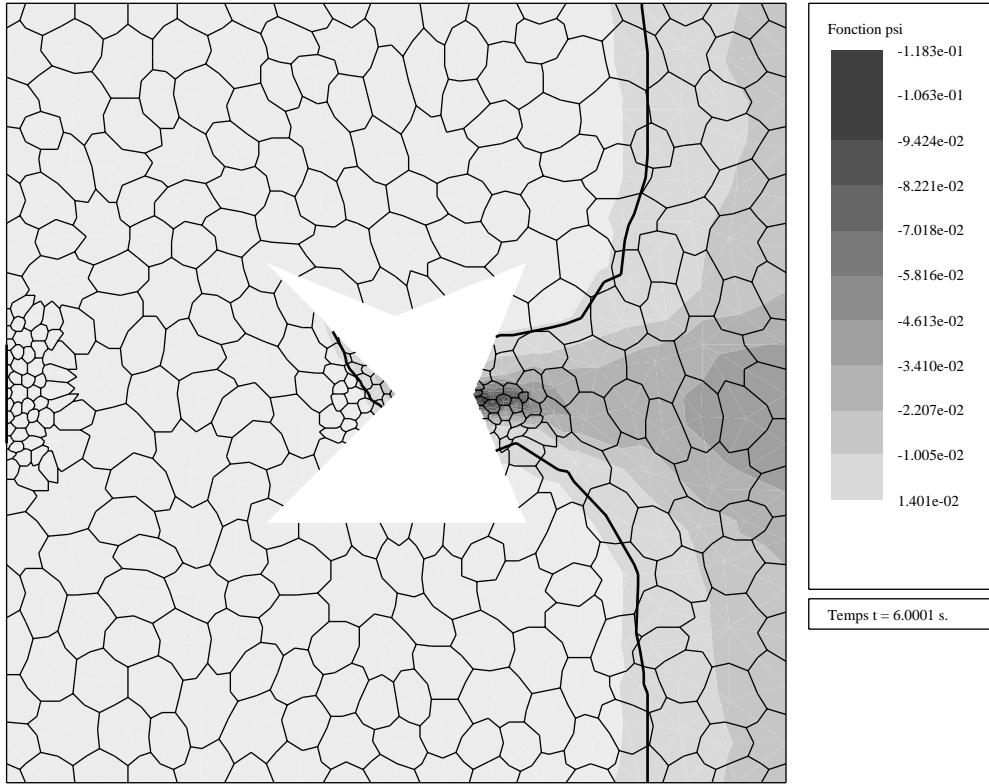 Fonction psi
-1.183e-01
-1.063e-01
-9.424e-02
-8.221e-02
-7.018e-02
-5.816e-02
-4.613e-02
-3.410e-02
-2.207e-02
-1.005e-02
1.401e-02
Temps t = 6.0001 s.